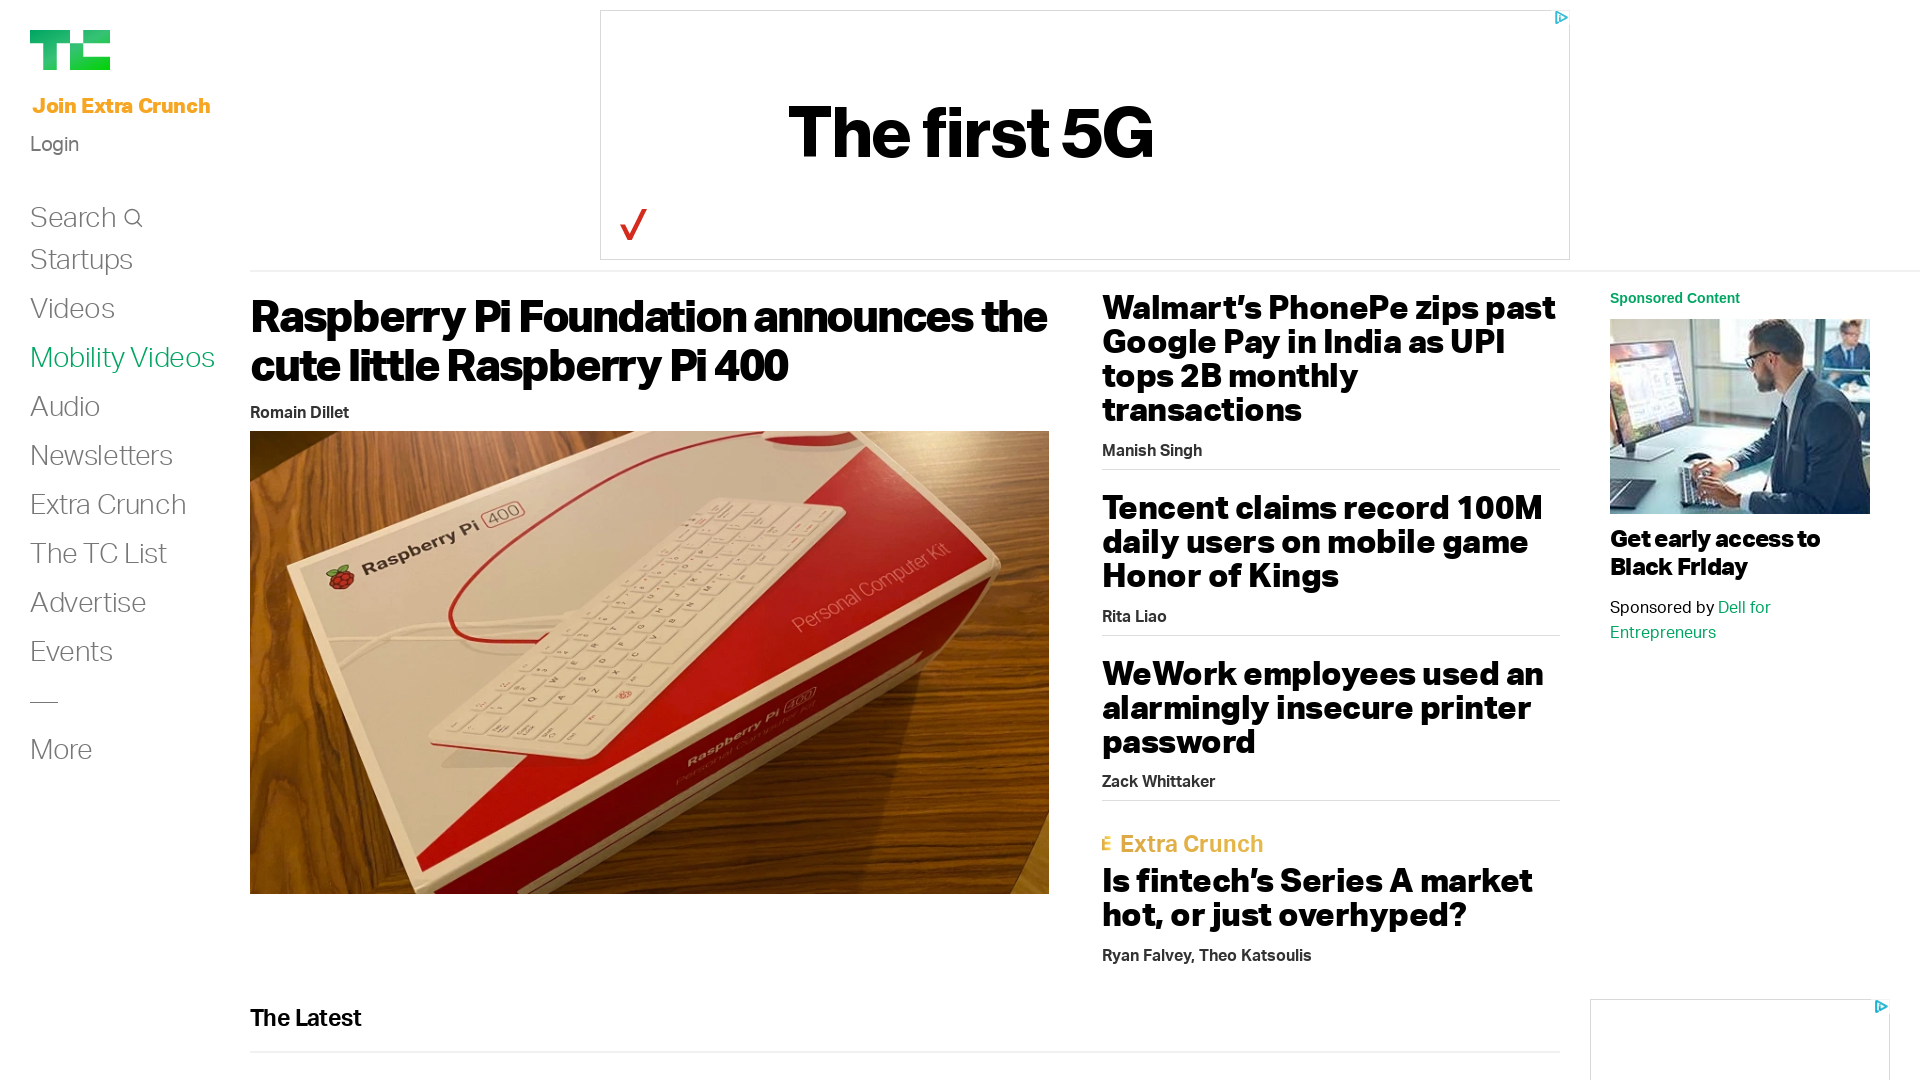 TC
Join Extra Crunch
Login
Search
Startups
Videos
Mobility Videos
Audio
Newsletters
Extra Crunch
The TC List
Advertise
Events
More
The first 5G
Raspberry Pi Foundation announces the
cute little Raspberry Pi 400
Romain Dillet
Raspberry Pi 400
Personal Computer Kit
Raspberry Pi 400
Personal Computer Kit
Walmart’s PhonePe zips past
Google Pay in India as UPI
tops 2B monthly
transactions
Manish Singh
Tencent claims record 100M
daily users on mobile game
Honor of Kings
Rita Liao
WeWork employees used an
alarmingly insecure printer
password
Zack Whittaker
Extra Crunch
Is fintech’s Series A market
hot, or just overhyped?
Ryan Falvey, Theo Katsoulis
Sponsored Content
Get early access to
Black Friday
Sponsored by Dell for
Entrepreneurs
The Latest